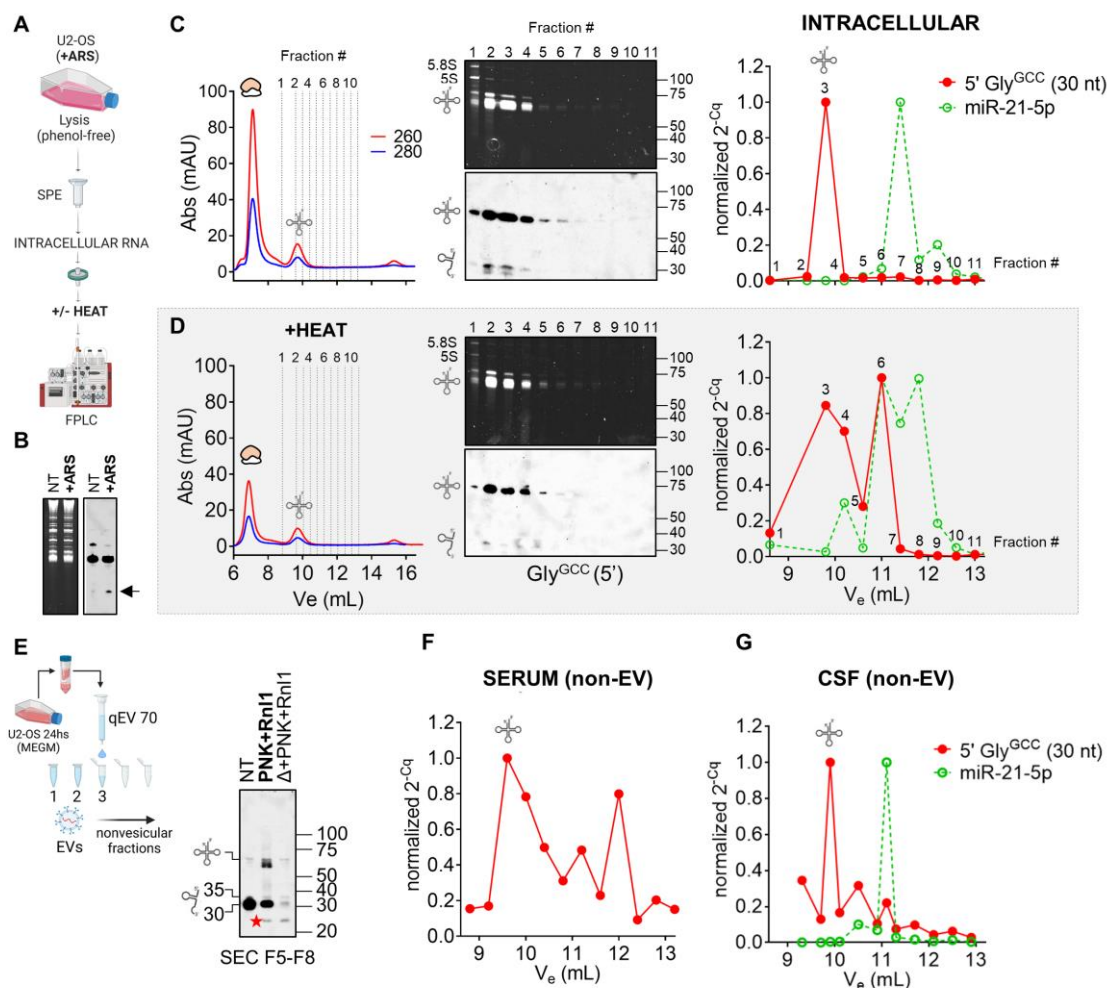 A
U2-OS
(+ARS)
Lysis
(phenol-free)
SPE
INTRACELLULAR RNA
+/- HEAT
FPLC
B
NT
+ARS
NT
+ARS
C
Fraction #
1 2 4 6 8 10
100
80
60
40
20
0
Abs (mAU)
260
280
Fraction #
1 2 3 4 5 6 7 8 9 10 11
5.8S
5S
100
75
50
40
30
100
75
50
40
30
INTRACELLULAR
5' Gly^GCC (30 nt)
miR-21-5p
normalized 2^-Cq
1.0
0.8
0.6
0.4
0.2
0.0
1 2 3 4 5 6 7 8 9 10 11
Fraction #
D
+HEAT
1 2 4 6 8 10
100
80
60
40
20
0
Abs (mAU)
6 8 10 12 14 16
Ve (mL)
1 2 3 4 5 6 7 8 9 10 11
5.8S
5S
100
75
50
40
30
100
75
50
40
30
Gly^GCC (5')
normalized 2^-Cq
1.0
0.8
0.6
0.4
0.2
0.0
1 3 4 5 6 7 8 9 10 11
Fraction #
9 10 11 12 13
Ve (mL)
E
U2-OS 24hs
(MEGM)
qEV 70
1 2 3
EVs
nonvesicular
fractions
NT
PNK+Rnl1
Δ+PNK+Rnl1
35
30
100
75
50
40
30
20
SEC F5-F8
F
SERUM (non-EV)
normalized 2^-Cq
1.0
0.8
0.6
0.4
0.2
0.0
9 10 11 12 13
Ve (mL)
G
CSF (non-EV)
5' Gly^GCC (30 nt)
miR-21-5p
normalized 2^-Cq
1.0
0.8
0.6
0.4
0.2
0.0
9 10 11 12 13
Ve (mL)